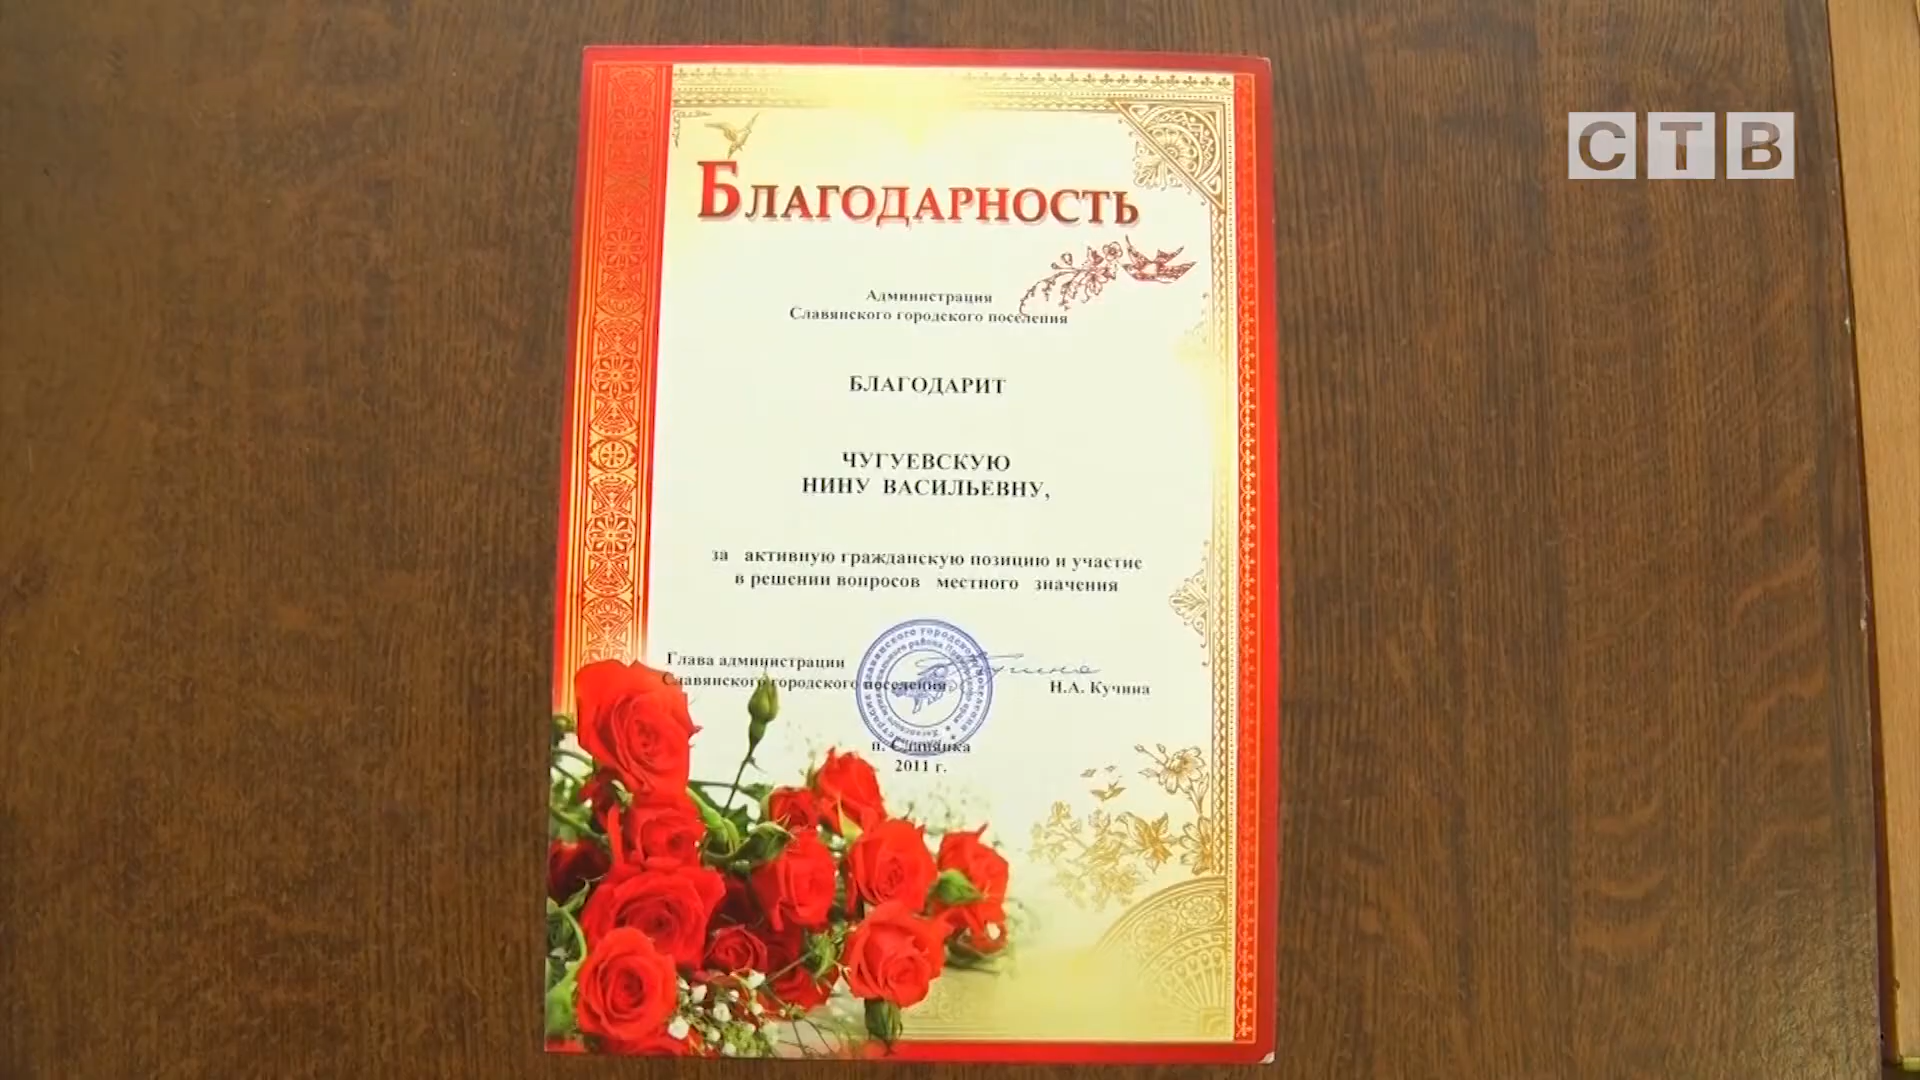 СТВ
Благодарность
Администрация
Славянского городского поселения
БЛАГОДАРИТ
ЧУГУЕВСКУЮ
НИНУ ВАСИЛЬЕВНУ,
за активную гражданскую позицию и участие
в решении вопросов местного значения
Глава администрации
Славянского городского поселения
Н.А. Кучина
п. Славянка
2011 г.